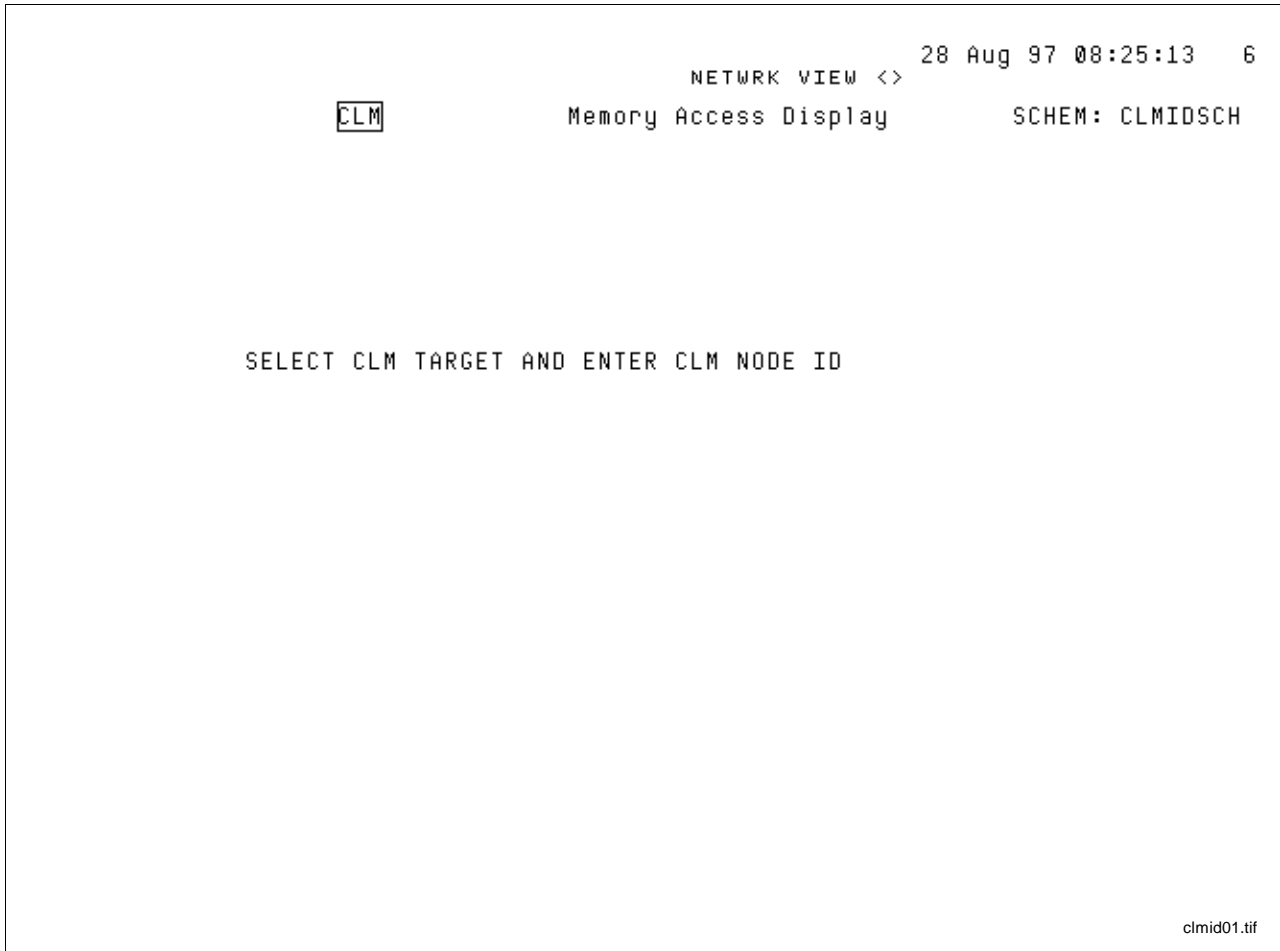 28 Aug 97 08:25:13 6
NETWRK VIEW <>
CLM Memory Access Display SCHEM: CLMIDSCH
SELECT CLM TARGET AND ENTER CLM NODE ID
clmid01.tif